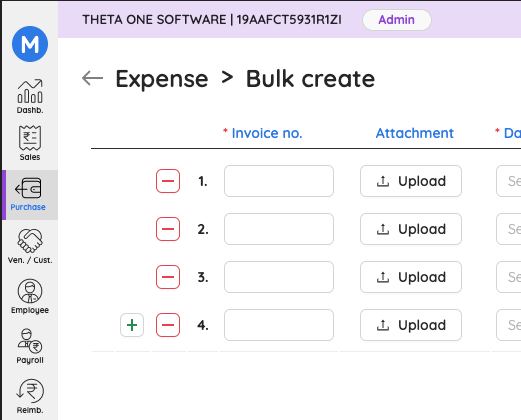 THETA ONE SOFTWARE | 19AAFCT5931R1ZI Admin
M
Expense > Bulk create
Dashb.
Sales
Purchase
Ven. / Cust.
Employee
Payroll
Reimb.
* Invoice no. Attachment * Da
1. Upload Se
2. Upload Se
3. Upload Se
4. Upload Se